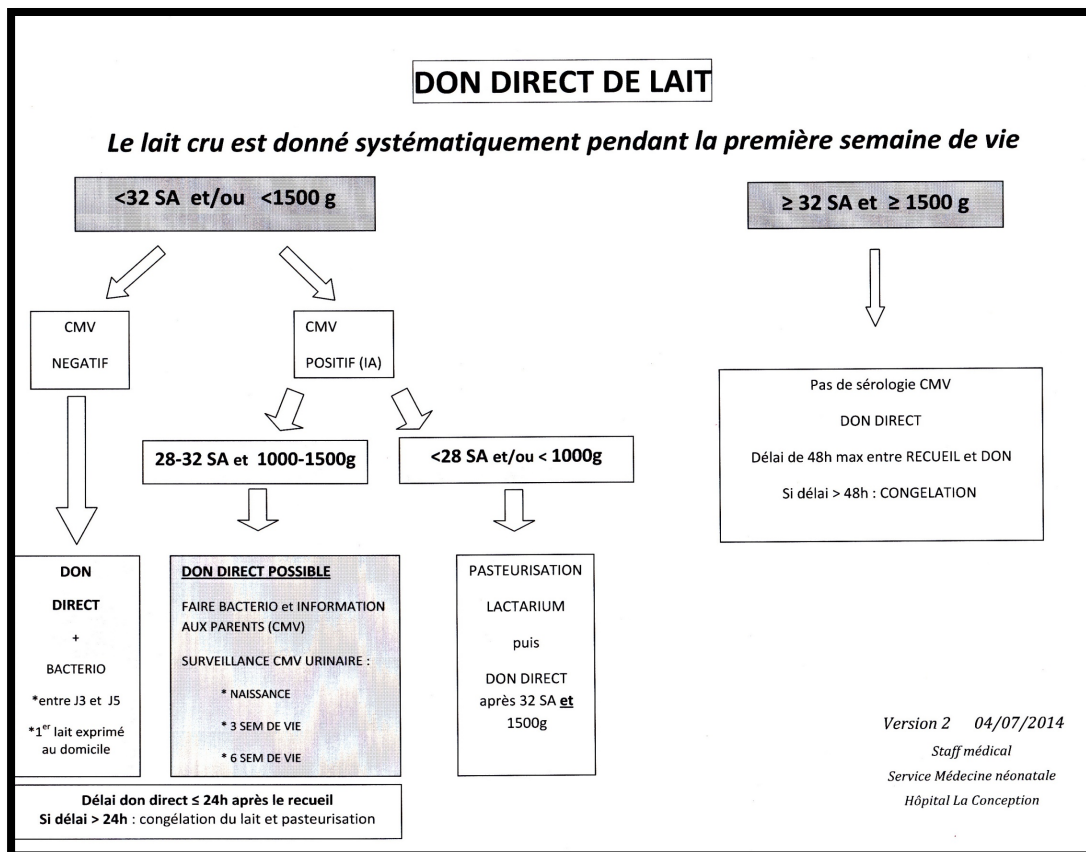 DON DIRECT DE LAIT
Le lait cru est donné systématiquement pendant la première semaine de vie
<32 SA et/ou <1500 g
≥ 32 SA et ≥ 1500 g
CMV
NEGATIF
CMV
POSITIF (IA)
28-32 SA et 1000-1500g
<28 SA et/ou < 1000g
Pas de sérologie CMV
DON DIRECT
Délai de 48h max entre RECUEIL et DON
Si délai > 48h : CONGELATION
DON
DIRECT
+
BACTERIO
*entre J3 et J5
*1er lait exprimé
au domicile
DON DIRECT POSSIBLE
FAIRE BACTERIO et INFORMATION
AUX PARENTS (CMV)
SURVEILLANCE CMV URINAIRE :
* NAISSANCE
* 3 SEM DE VIE
* 6 SEM DE VIE
PASTEURISATION
LACTARIUM
puis
DON DIRECT
après 32 SA et
1500g
Délai don direct ≤ 24h après le recueil
Si délai > 24h : congélation du lait et pasteurisation
Version 2 04/07/2014
Staff médical
Service Médecine néonatale
Hôpital La Conception